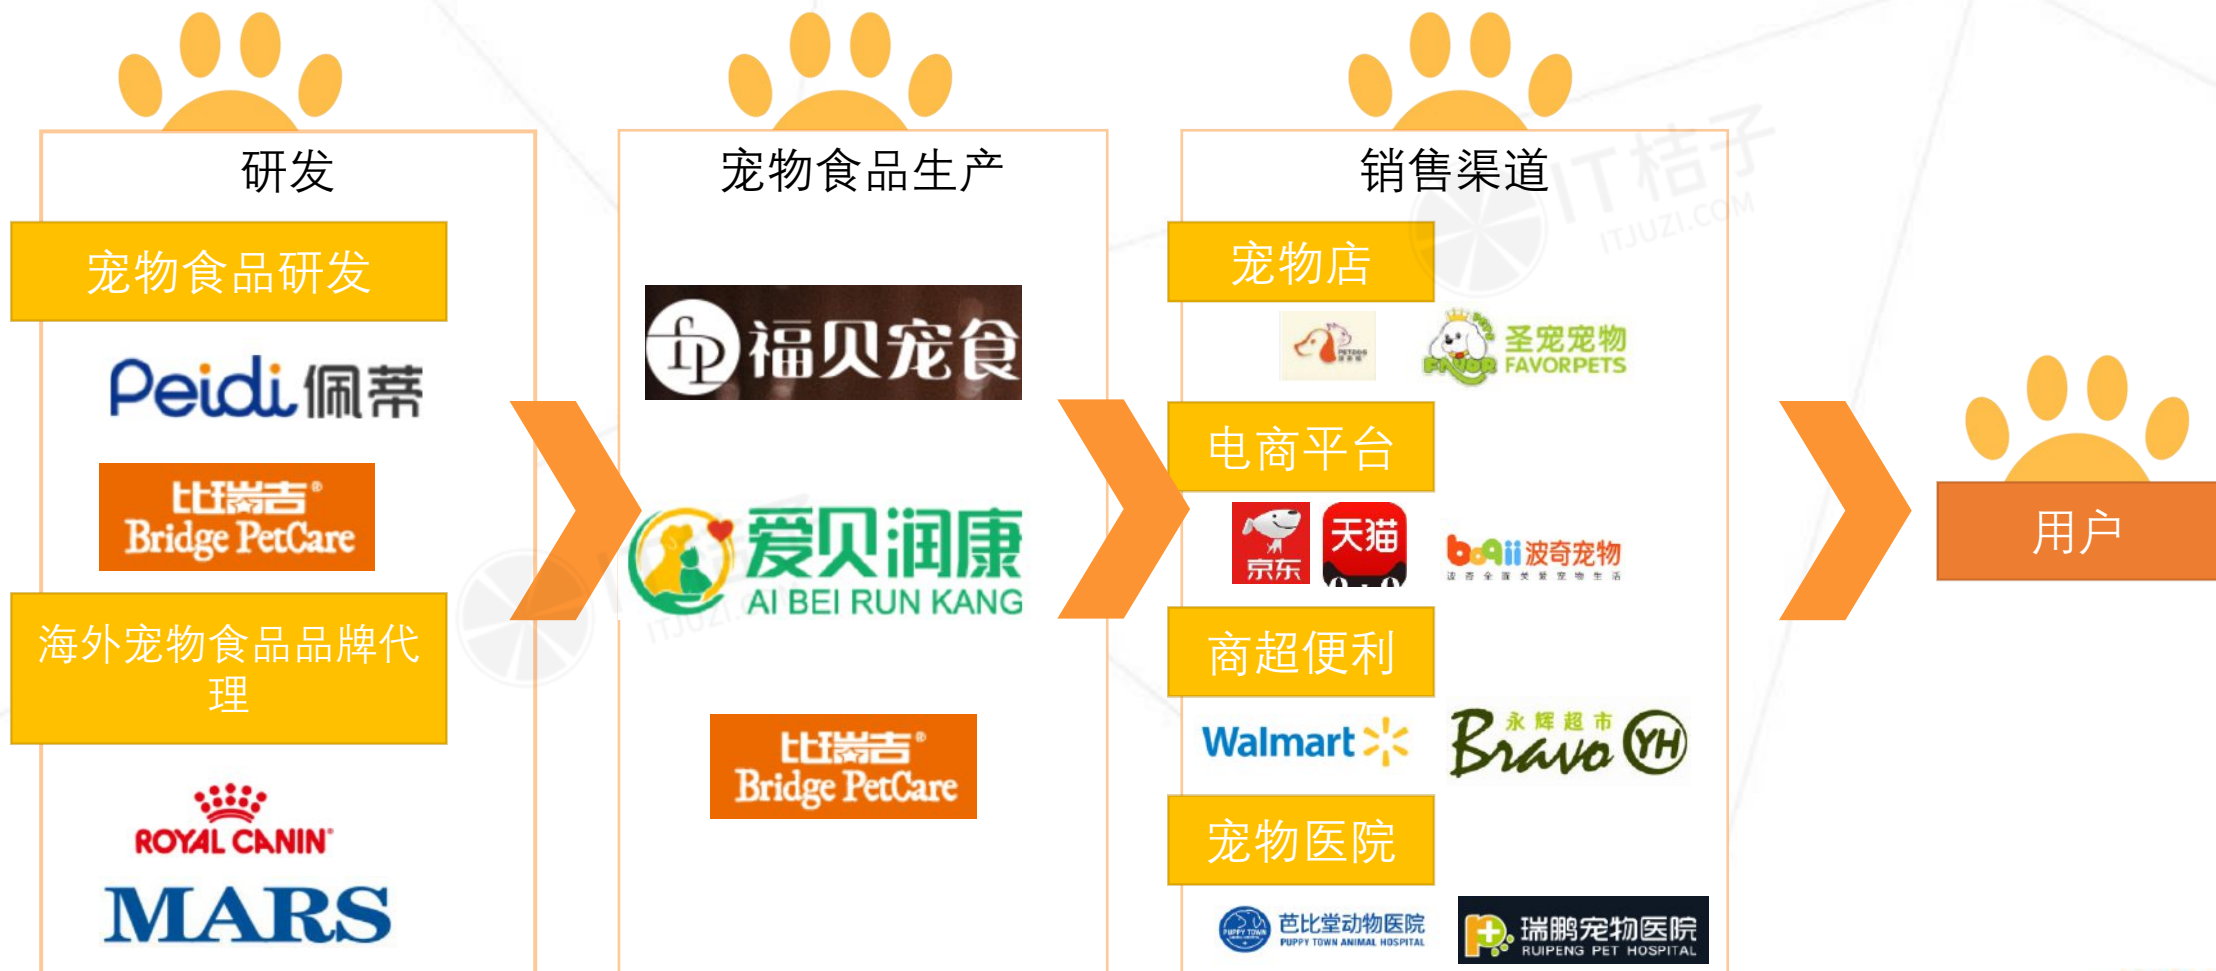 研发
宠物食品研发
Peidi 佩蒂
比瑞吉®
Bridge PetCare
海外宠物食品品牌代
理
ROYAL CANIN
MARS
宠物食品生产
fp 福贝宠食
爱贝润康
AI BEI RUN KANG
比瑞吉®
Bridge PetCare
销售渠道
宠物店
PETDOG
圣宠宠物
FAVOR FAVORPETS
电商平台
京东
天猫
boqii 波奇宠物
商超便利
Walmart
永辉超市
Bravo YH
宠物医院
芭比堂动物医院
PUPPY TOWN ANIMAL HOSPITAL
瑞鹏宠物医院
RUIPENG PET HOSPITAL
用户
IT桔子
ITJUZI.COM